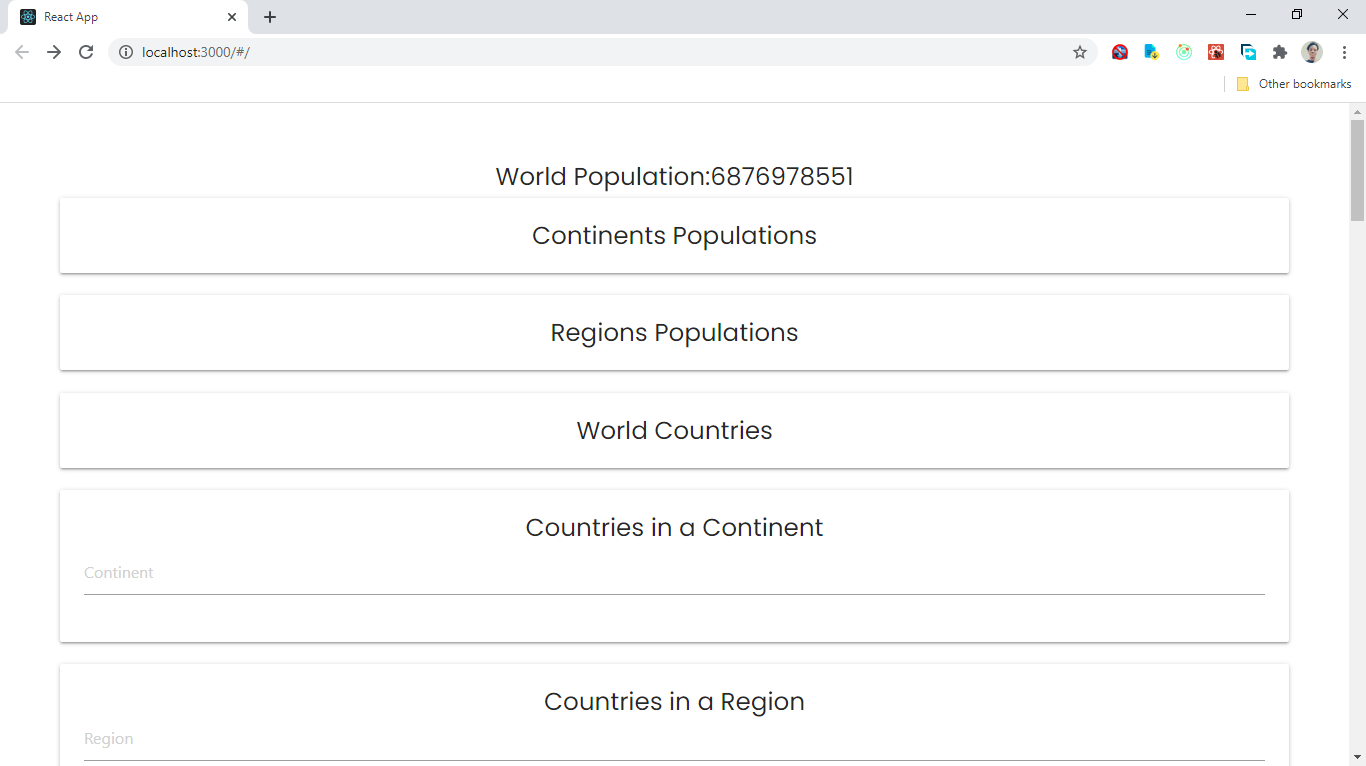 React App
localhost:3000/#/
Other bookmarks
World Population:6876978551
Continents Populations
Regions Populations
World Countries
Countries in a Continent
Continent
Countries in a Region
Region